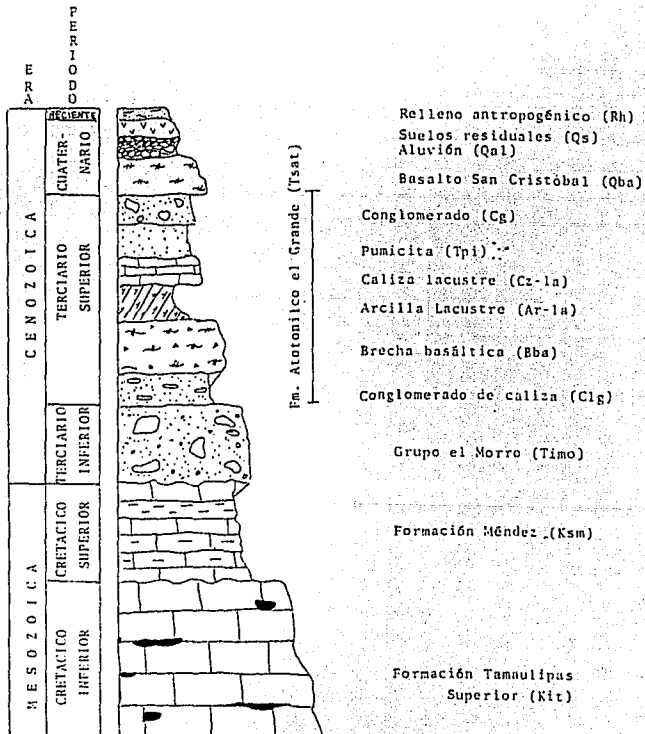 ERA
PERIODO
RECIENTE
CUATER-
NARIO
CENOZOICA
TERCIARIO
SUPERIOR
TERCIARIO
INFERIOR
MESOZOICA
CRETACICO
SUPERIOR
CRETACICO
INFERIOR
Fm. Atotonilco el Grande (Tsat)
Relleno antropogénico (Rh)
Suelos residuales (Qs)
Aluvión (Qal)
Basalto San Cristóbal (Qba)
Conglomerado (Cg)
Pumicita (Tpi)
Caliza lacustre (Cz-la)
Arcilla Lacustre (Ar-la)
Brecha basáltica (Bba)
Conglomerado de caliza (Clg)
Grupo el Morro (Timo)
Formación Méndez (Ksm)
Formación Tamaulipas
Superior (Kit)